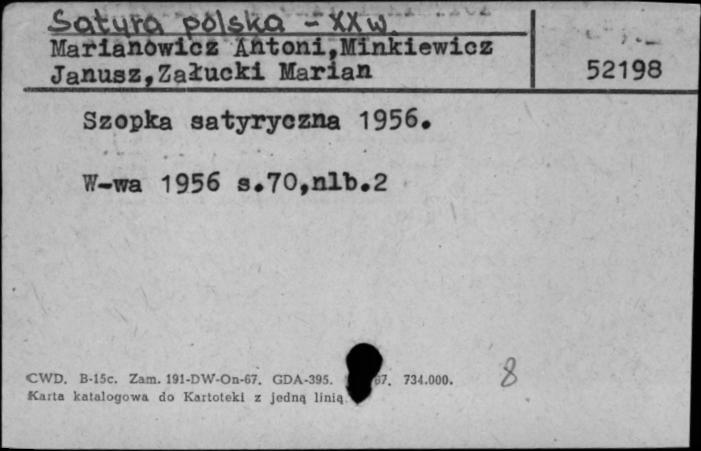 Satyra polska - XX w.
Marianowicz Antoni,Minkiewicz
Janusz,Załucki Marian
52198
Szopka satyryczna 1956.
W-wa 1956 s.70,nlb.2
CWD. B-15c. Zam. 191-DW-On-67. GDA-395. 67. 734.000.
Karta katalogowa do Kartoteki z jedną linią
8